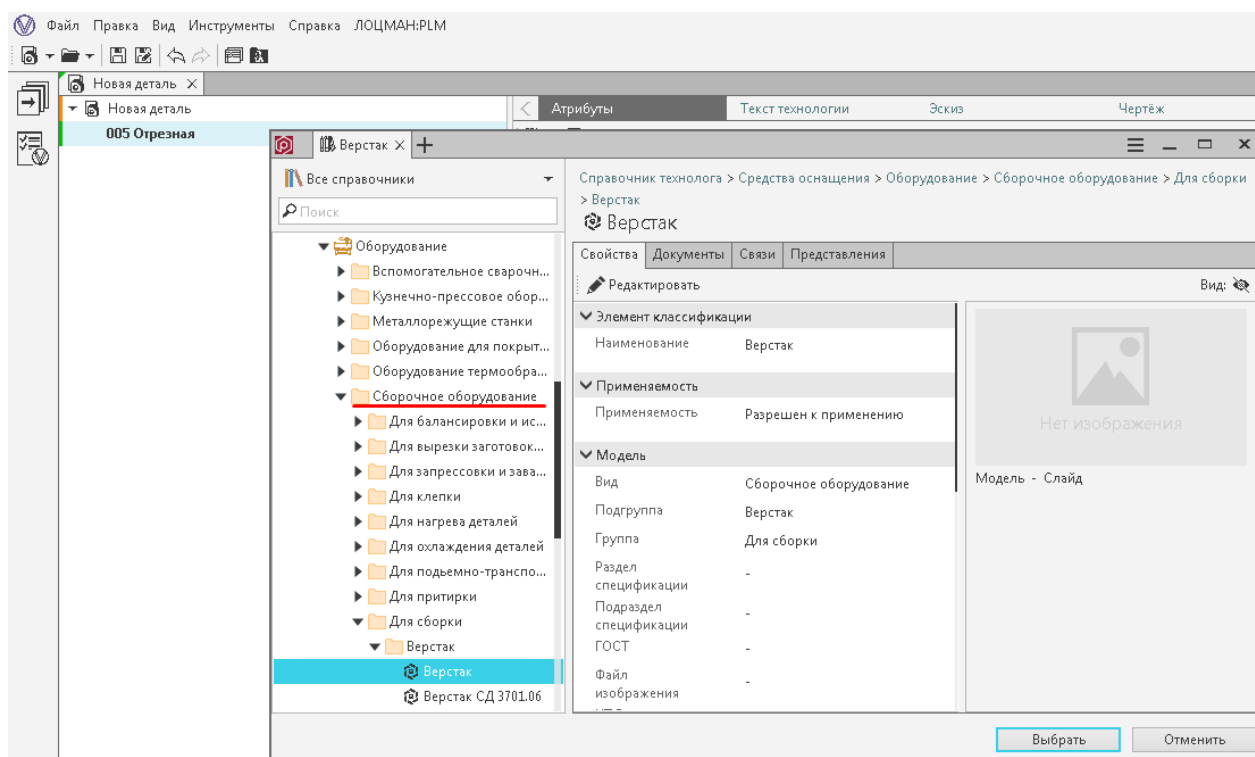 Файл Правка Вид Инструменты Справка ЛОЦМАН:PLM
Новая деталь
Новая деталь
Атрибуты Текст технологии Эскиз Чертёж
005 Отрезная
Верстак
Все справочники
Поиск
Оборудование
Вспомогательное сварочн...
Кузнечно-прессовое обор...
Металлорежущие станки
Оборудование для покрыт...
Оборудование термообра...
Сборочное оборудование
Для балансировки и ис...
Для вырезки заготовок...
Для запрессовки и зава...
Для клепки
Для нагрева деталей
Для охлаждения деталей
Для подьемно-транспо...
Для притирки
Для сборки
Верстак
Верстак
Верстак СД 3701.06
Справочник технолога > Средства оснащения > Оборудование > Сборочное оборудование > Для сборки
> Верстак
Верстак
Свойства Документы Связи Представления
Редактировать Вид:
Элемент классификации
Наименование Верстак
Применяемость
Применяемость Разрешен к применению
Модель
Вид Сборочное оборудование
Подгруппа Верстак
Группа Для сборки
Раздел
спецификации -
Подраздел
спецификации -
ГОСТ -
Файл
изображения -
Нет изображения
Модель - Слайд
Выбрать Отменить